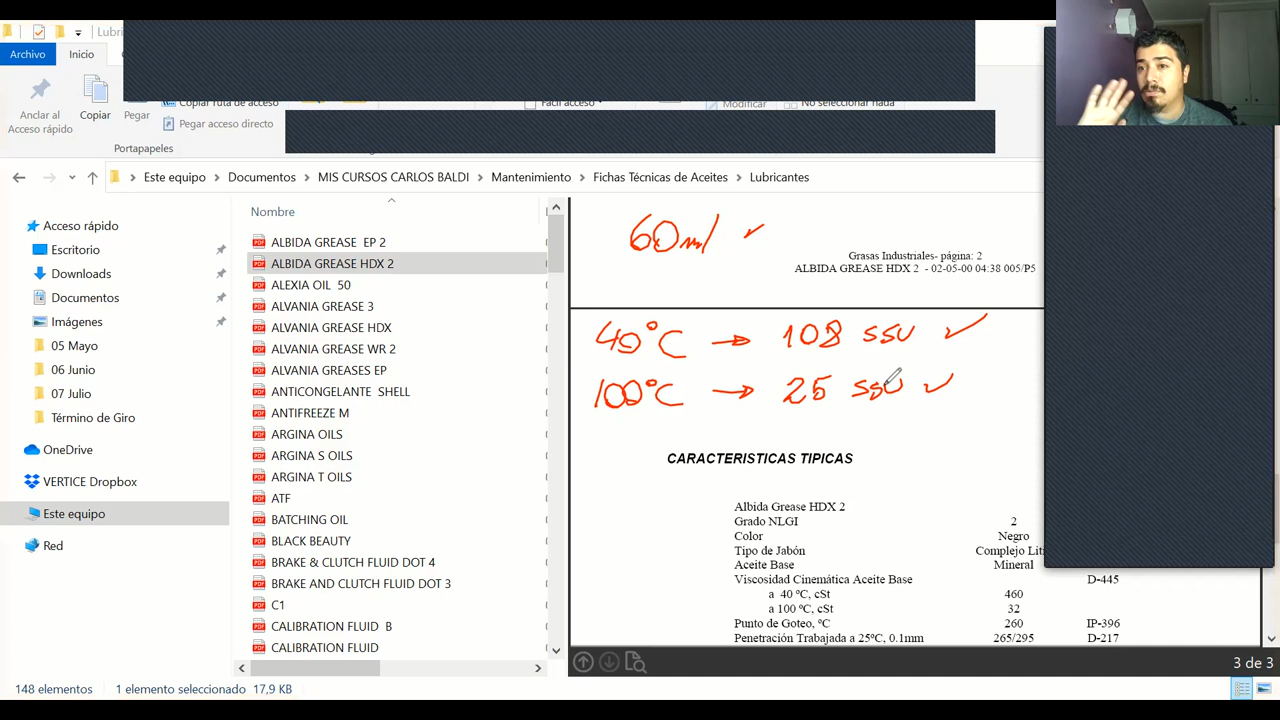 Lubri
Archivo
Inicio
Anclar al
Acceso rápido
Copiar
Pegar
Copiar ruta de acceso
Pegar acceso directo
Portapapeles
Fácil acceso
Modificar
No seleccionar nada
Este equipo > Documentos > MIS CURSOS CARLOS BALDI > Mantenimiento > Fichas Técnicas de Aceites > Lubricantes
Acceso rápido
Escritorio
Downloads
Documentos
Imágenes
05 Mayo
06 Junio
07 Julio
Término de Giro
OneDrive
VERTICE Dropbox
Este equipo
Red
Nombre
ALBIDA GREASE EP 2
ALBIDA GREASE HDX 2
ALEXIA OIL 50
ALVANIA GREASE 3
ALVANIA GREASE HDX
ALVANIA GREASE WR 2
ALVANIA GREASES EP
ANTICONGELANTE SHELL
ANTIFREEZE M
ARGINA OILS
ARGINA S OILS
ARGINA T OILS
ATF
BATCHING OIL
BLACK BEAUTY
BRAKE & CLUTCH FLUID DOT 4
BRAKE AND CLUTCH FLUID DOT 3
C1
CALIBRATION FLUID B
CALIBRATION FLUID
60 ml ✓
Grasas Industriales- página: 2
ALBIDA GREASE HDX 2 - 02-05-00 04:38 005/P5
40°C → 108 SSU ✓
100°C → 25 SSU ✓
CARACTERISTICAS TIPICAS
Albida Grease HDX 2
Grado NLGI 2
Color Negro
Tipo de Jabón Complejo Lit
Aceite Base Mineral
Viscosidad Cinemática Aceite Base D-445
a 40 ºC, cSt 460
a 100 ºC, cSt 32
Punto de Goteo, ºC 260 IP-396
Penetración Trabajada a 25ºC, 0.1mm 265/295 D-217
3 de 3
148 elementos 1 elemento seleccionado 17,9 KB